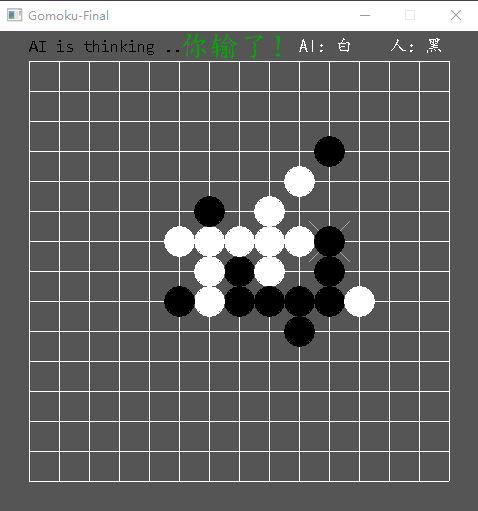 Gomoku-Final
AI is thinking ..你输了! AI: 白 人: 黑